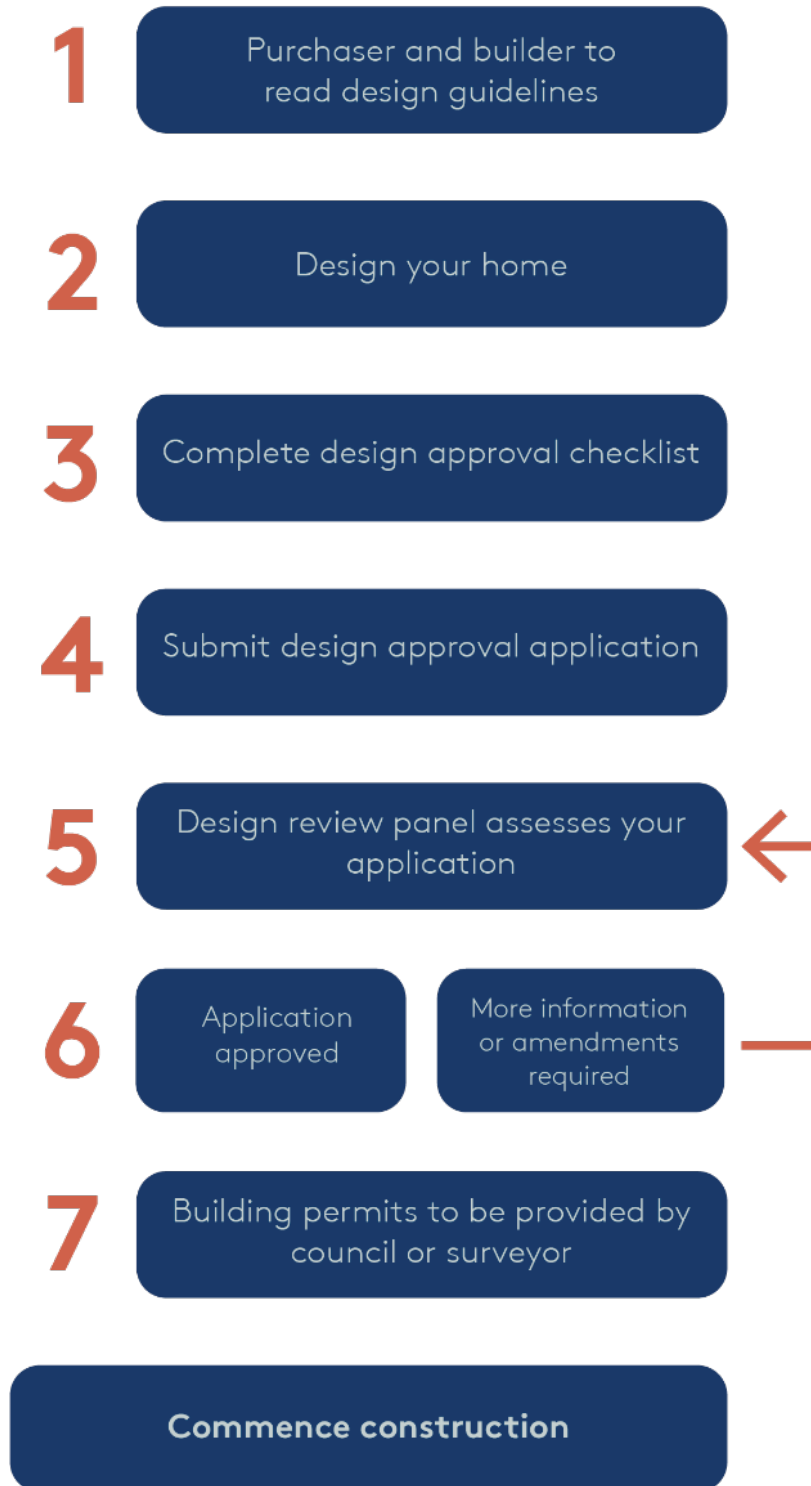 1
Purchaser and builder to
read design guidelines
2
Design your home
3
Complete design approval checklist
4
Submit design approval application
5
Design review panel assesses your
application
6
Application
approved
More information
or amendments
required
7
Building permits to be provided by
council or surveyor
Commence construction